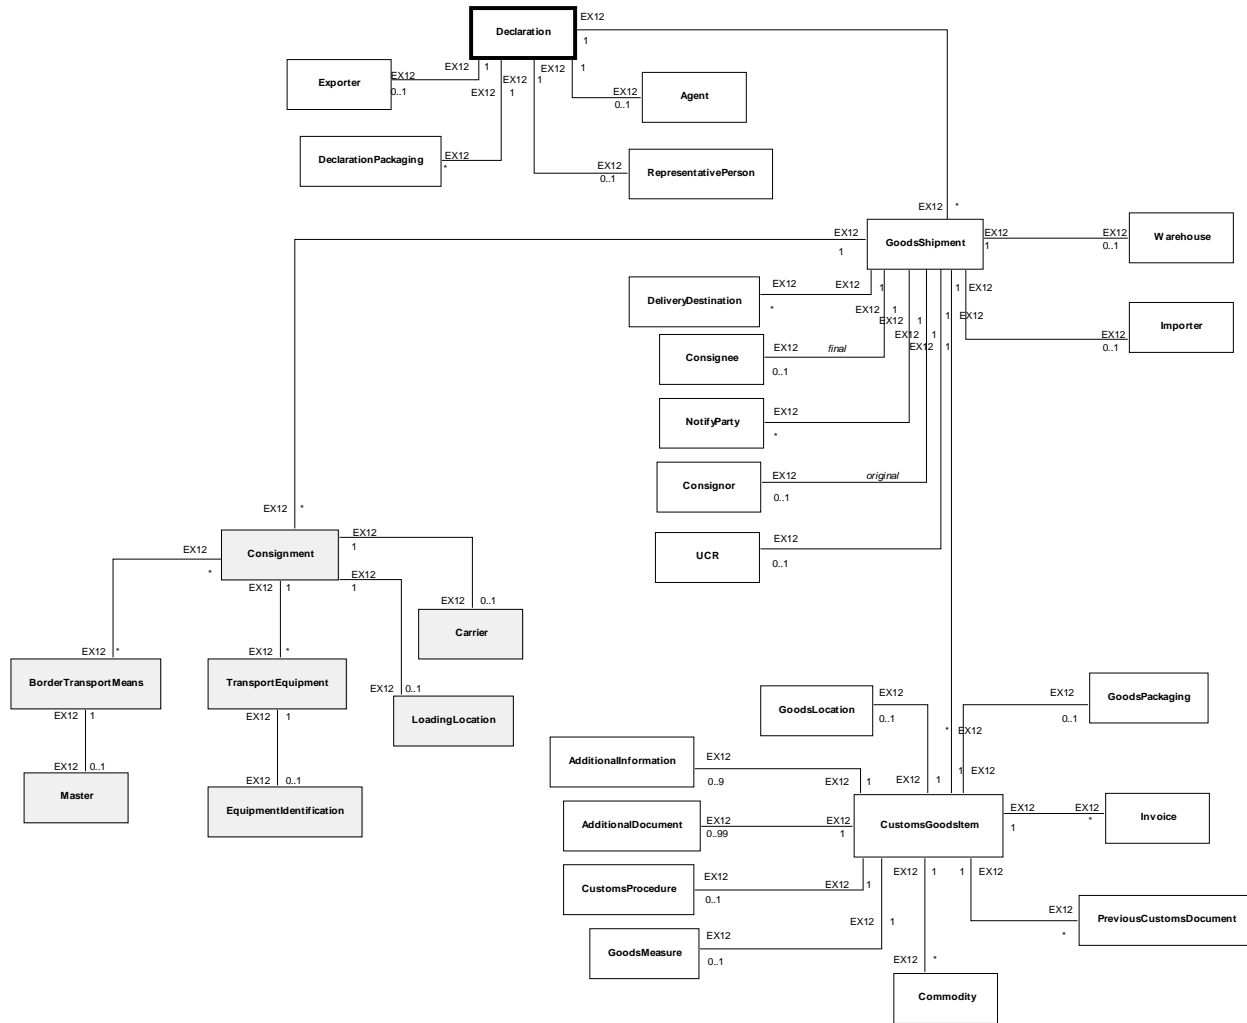 EX12
Declaration
1
EX12 1 EX12 1
Exporter
EX12
0..1
EX12
1
EX12
1
EX12
Agent
0..1
DeclarationPackaging
EX12
*
EX12
0..1
RepresentativePerson
EX12 *
EX12
1
GoodsShipment
EX12
1
EX12
0..1
Warehouse
DeliveryDestination
EX12
*
EX12 1
1 EX12
EX12 1
EX12 1
1 EX12
EX12 1
EX12 1
EX12
0..1
Importer
Consignee
EX12
final
0..1
NotifyParty
EX12
*
Consignor
EX12
original
0..1
UCR
EX12
0..1
EX12 *
EX12
*
Consignment
EX12
1
EX12 1
EX12
1
EX12 0..1
Carrier
EX12 *
EX12 *
BorderTransportMeans
TransportEquipment
EX12 0..1
LoadingLocation
EX12 1
EX12 1
EX12 0..1
EX12 0..1
Master
EquipmentIdentification
GoodsLocation
EX12
0..1
EX12
0..1
GoodsPackaging
* EX12
AdditionalInformation
EX12
0..9
EX12 1
EX12 1
1 EX12
AdditionalDocument
EX12
0..99
EX12
1
CustomsGoodsItem
EX12
1
EX12
*
Invoice
CustomsProcedure
EX12
0..1
EX12 1
EX12 1
1 EX12
GoodsMeasure
EX12
0..1
EX12 1
EX12
*
PreviousCustomsDocument
EX12 *
Commodity